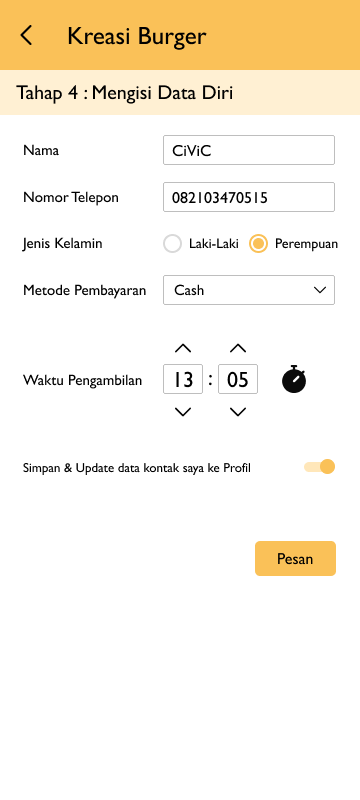 Kreasi Burger
Tahap 4 : Mengisi Data Diri
Nama CiViC
Nomor Telepon 082103470515
Jenis Kelamin Laki-Laki Perempuan
Metode Pembayaran Cash
Waktu Pengambilan 13 : 05
Simpan & Update data kontak saya ke Profil
Pesan